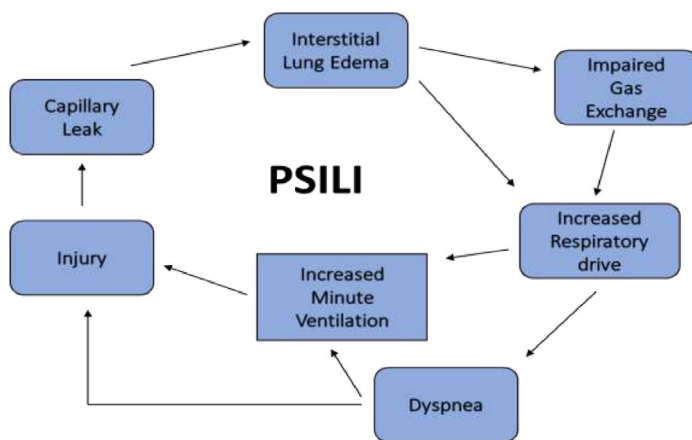 Interstitial
Lung Edema
Impaired
Gas
Exchange
Capillary
Leak
PSILI
Increased
Respiratory
drive
Injury
Increased
Minute
Ventilation
Dyspnea